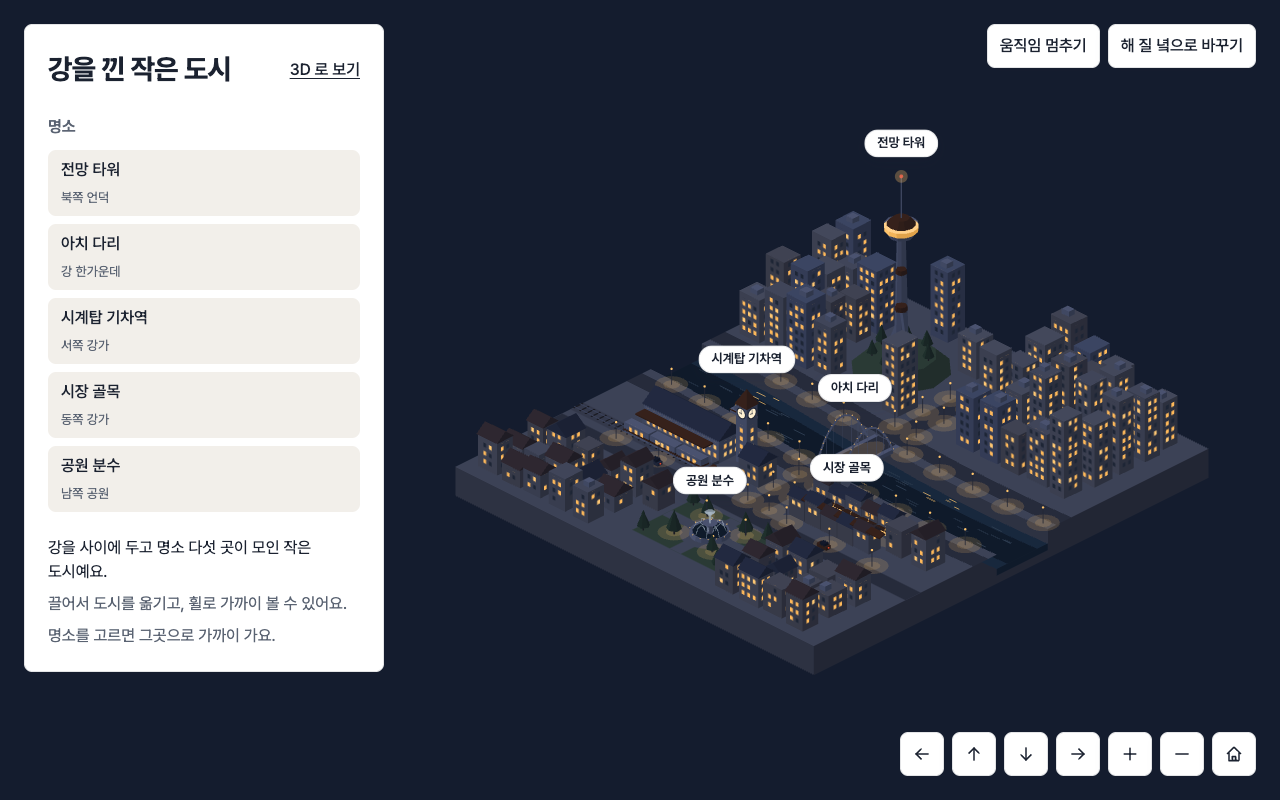 강을 낀 작은 도시
3D 로 보기
명소
전망 타워
북쪽 언덕
아치 다리
강 한가운데
시계탑 기차역
서쪽 강가
시장 골목
동쪽 강가
공원 분수
남쪽 공원
강을 사이에 두고 명소 다섯 곳이 모인 작은
도시예요.
끌어서 도시를 옮기고, 휠로 가까이 볼 수 있어요.
명소를 고르면 그곳으로 가까이 가요.
움직임 멈추기
해 질 녘으로 바꾸기
전망 타워
시계탑 기차역
아치 다리
시장 골목
공원 분수